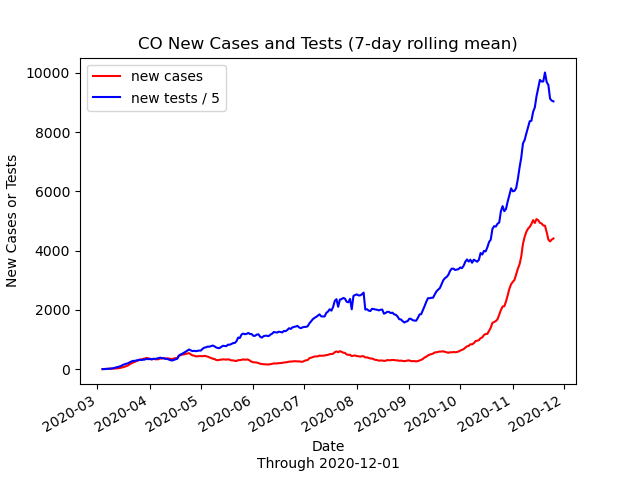 CO New Cases and Tests (7-day rolling mean)
new cases
new tests / 5
New Cases or Tests
10000
8000
6000
4000
2000
0
2020-03
2020-04
2020-05
2020-06
2020-07
2020-08
2020-09
2020-10
2020-11
2020-12
Date
Through 2020-12-01